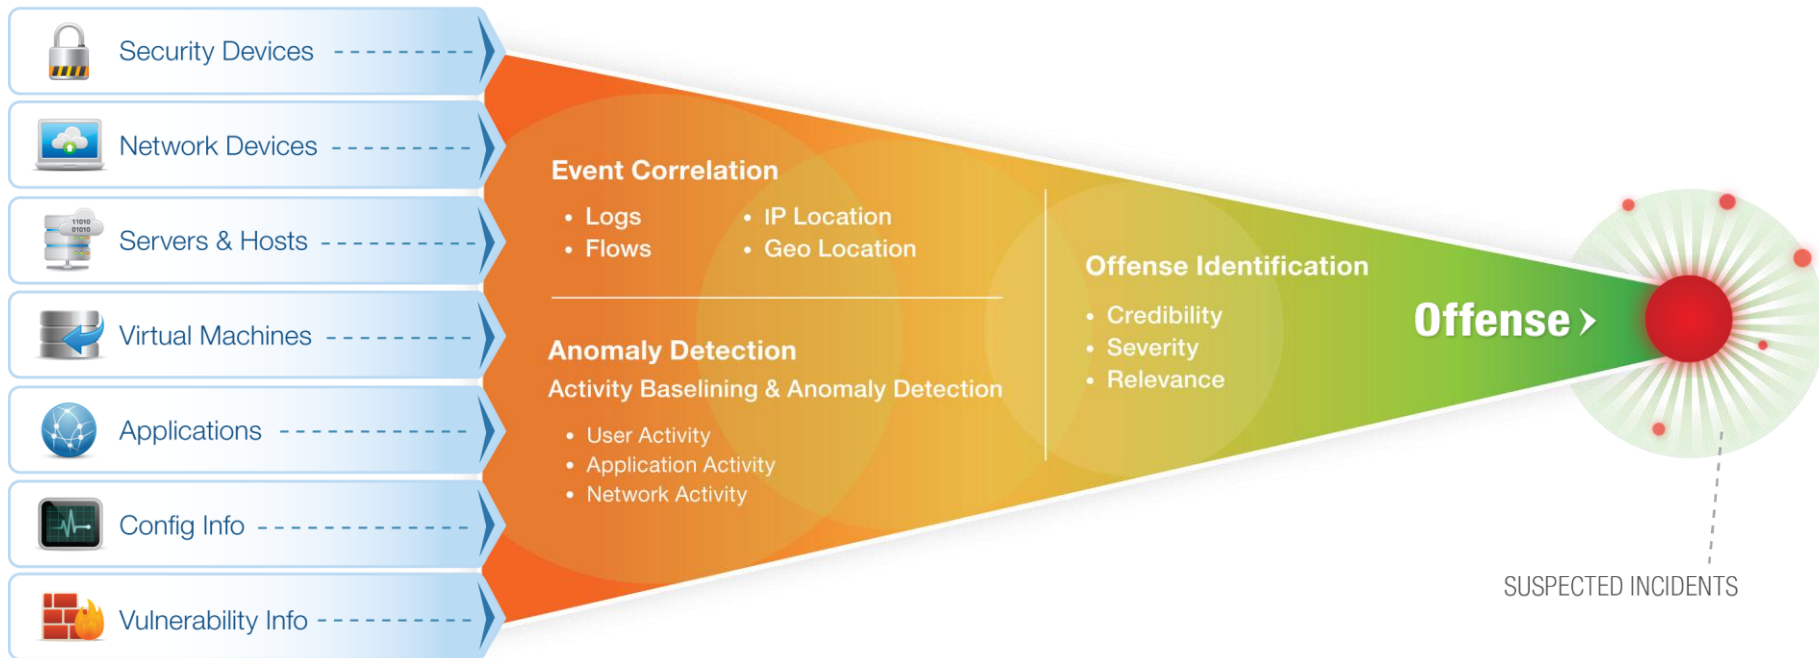 Security Devices
Network Devices
Servers & Hosts
11010
01010
Virtual Machines
Applications
Config Info
Vulnerability Info
Event Correlation
• Logs
• Flows
• IP Location
• Geo Location
Anomaly Detection
Activity Baselining & Anomaly Detection
• User Activity
• Application Activity
• Network Activity
Offense Identification
• Credibility
• Severity
• Relevance
Offense
SUSPECTED INCIDENTS